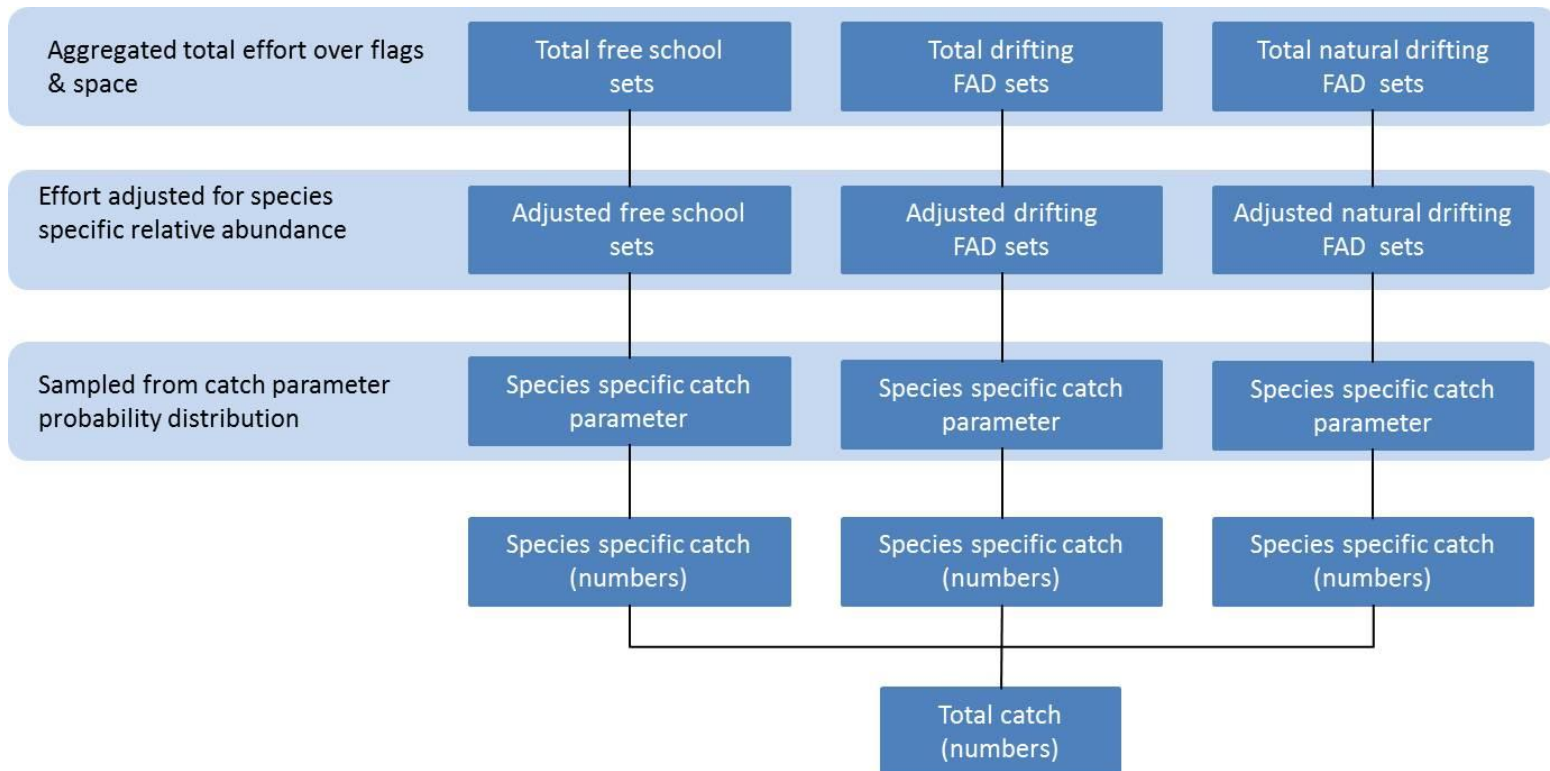 Aggregated total effort over flags
& space
Total free school
sets
Total drifting
FAD sets
Total natural drifting
FAD sets
Effort adjusted for species
specific relative abundance
Adjusted free school
sets
Adjusted drifting
FAD sets
Adjusted natural drifting
FAD sets
Sampled from catch parameter
probability distribution
Species specific catch
parameter
Species specific catch
parameter
Species specific catch
parameter
Species specific catch
(numbers)
Species specific catch
(numbers)
Species specific catch
(numbers)
Total catch
(numbers)